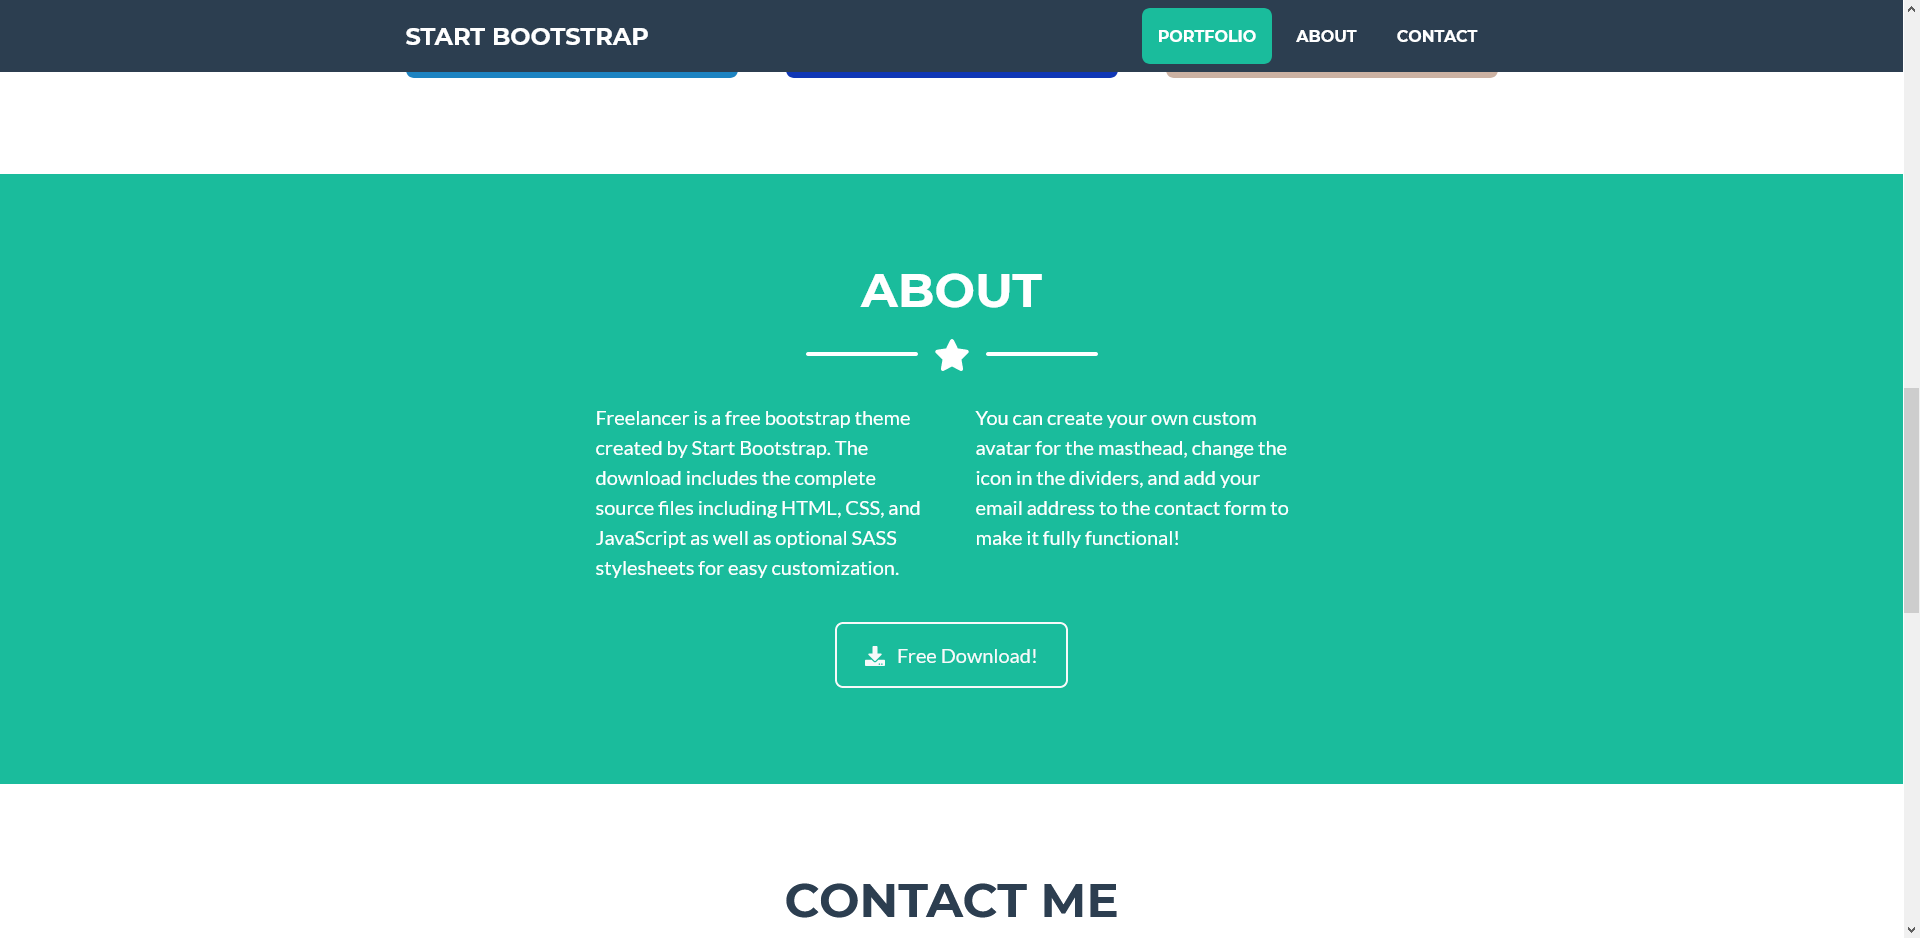 START BOOTSTRAP
PORTFOLIO
ABOUT
CONTACT
ABOUT
Freelancer is a free bootstrap theme
created by Start Bootstrap. The
download includes the complete
source files including HTML, CSS, and
JavaScript as well as optional SASS
stylesheets for easy customization.
You can create your own custom
avatar for the masthead, change the
icon in the dividers, and add your
email address to the contact form to
make it fully functional!
Free Download!
CONTACT ME